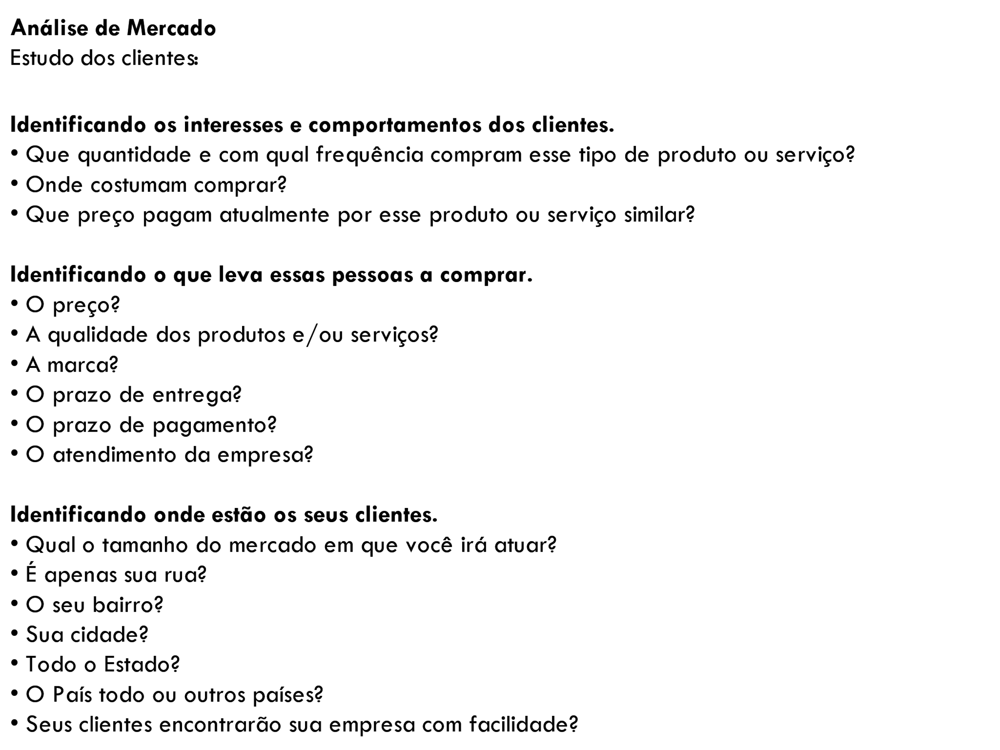 Análise de Mercado
Estudo dos clientes:
Identificando os interesses e comportamentos dos clientes.
• Que quantidade e com qual frequência compram esse tipo de produto ou serviço?
• Onde costumam comprar?
• Que preço pagam atualmente por esse produto ou serviço similar?
Identificando o que leva essas pessoas a comprar.
• O preço?
• A qualidade dos produtos e/ou serviços?
• A marca?
• O prazo de entrega?
• O prazo de pagamento?
• O atendimento da empresa?
Identificando onde estão os seus clientes.
• Qual o tamanho do mercado em que você irá atuar?
• É apenas sua rua?
• O seu bairro?
• Sua cidade?
• Todo o Estado?
• O País todo ou outros países?
• Seus clientes encontrarão sua empresa com facilidade?